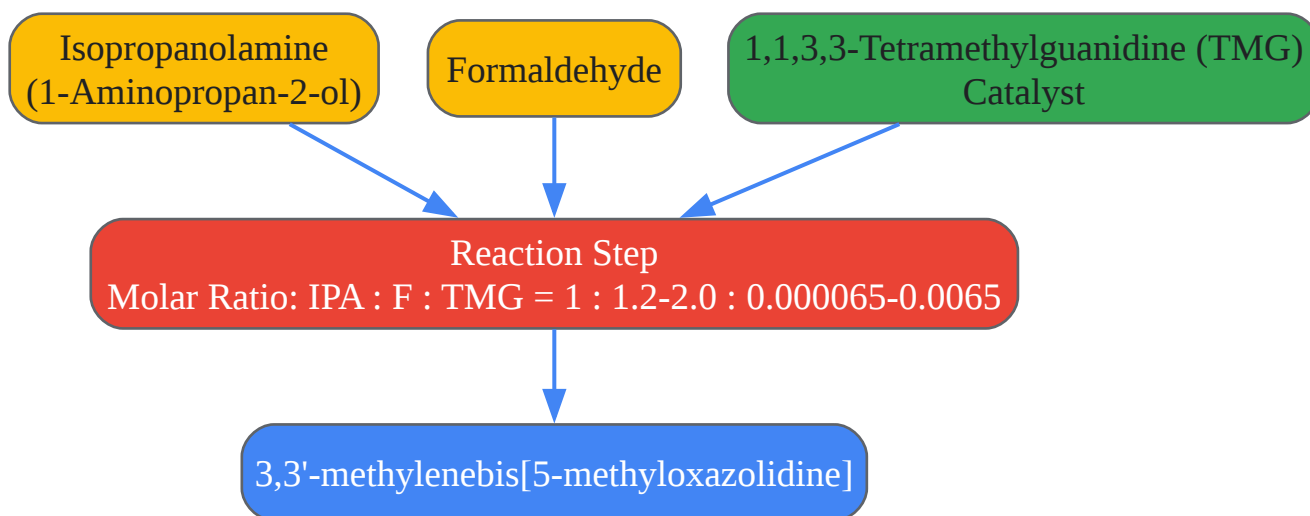 Isopropanolamine
(1-Aminopropan-2-ol)
Formaldehyde
1,1,3,3-Tetramethylguanidine (TMG)
Catalyst
Reaction Step
Molar Ratio: IPA : F : TMG = 1 : 1.2-2.0 : 0.000065-0.0065
3,3'-methylenebis[5-methyloxazolidine]